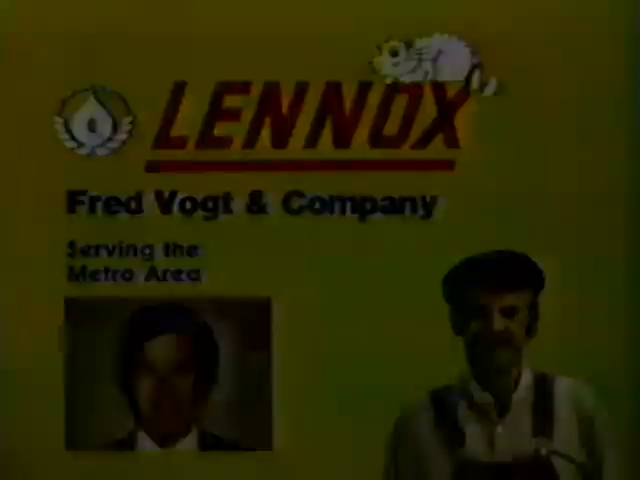 LENNOX
Fred Vogt & Company
Serving the
Metro Area